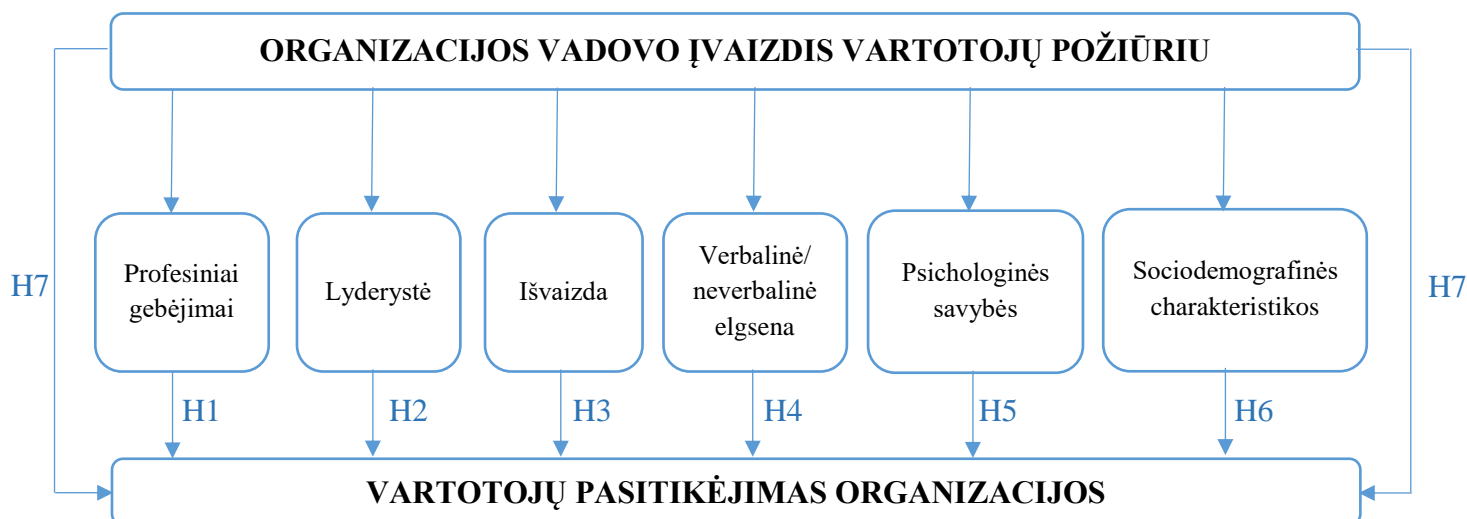 ORGANIZACIJOS VADOVO ĮVAIZDIS VARTOTOJŲ POŽIŪRIU
H7
Profesiniai
gebėjimai
Lyderystė
Išvaizda
Verbalinė/
neverbalinė
elgsena
Psichologinės
savybės
Sociodemografinės
charakteristikos
H7
H1
H2
H3
H4
H5
H6
VARTOTOJŲ PASITIKĖJIMAS ORGANIZACIJOS